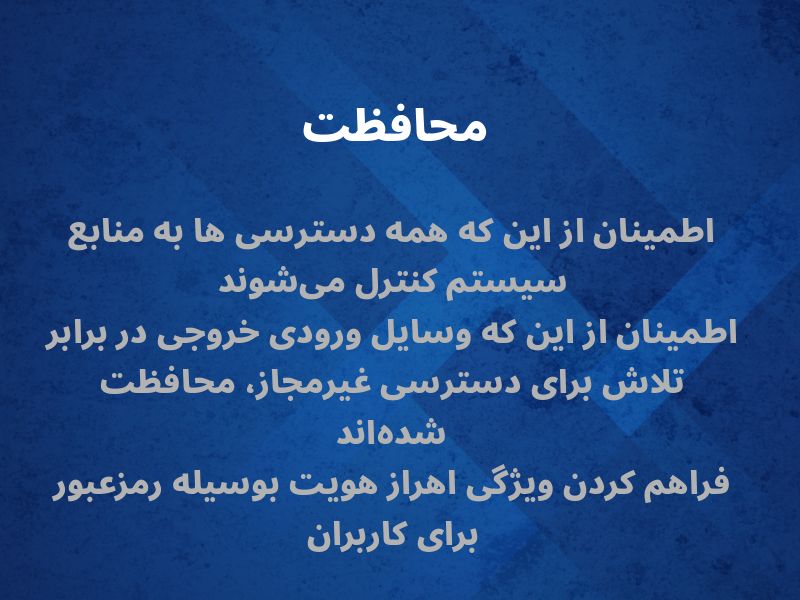 محافظت
اطمینان از این که همه دسترسی ها به منابع
سیستم کنترل می‌شوند
اطمینان از این که وسایل ورودی خروجی در برابر
تلاش برای دسترسی غیرمجاز، محافظت
شده‌اند
فراهم کردن ویژگی اهراز هویت بوسیله رمزعبور
برای کاربران